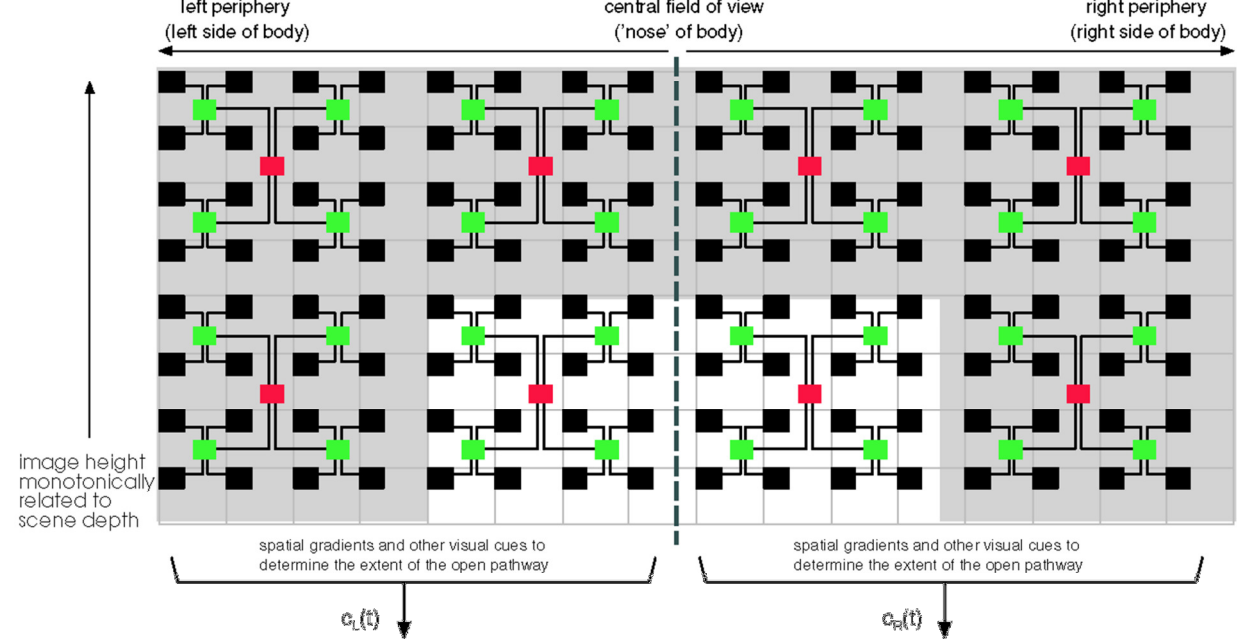 left periphery
(left side of body)
central field of view
('nose' of body)
right periphery
(right side of body)
image height
monotonically
related to
scene depth
spatial gradients and other visual cues to
determine the extent of the open pathway
spatial gradients and other visual cues to
determine the extent of the open pathway
cL(t)
cR(t)